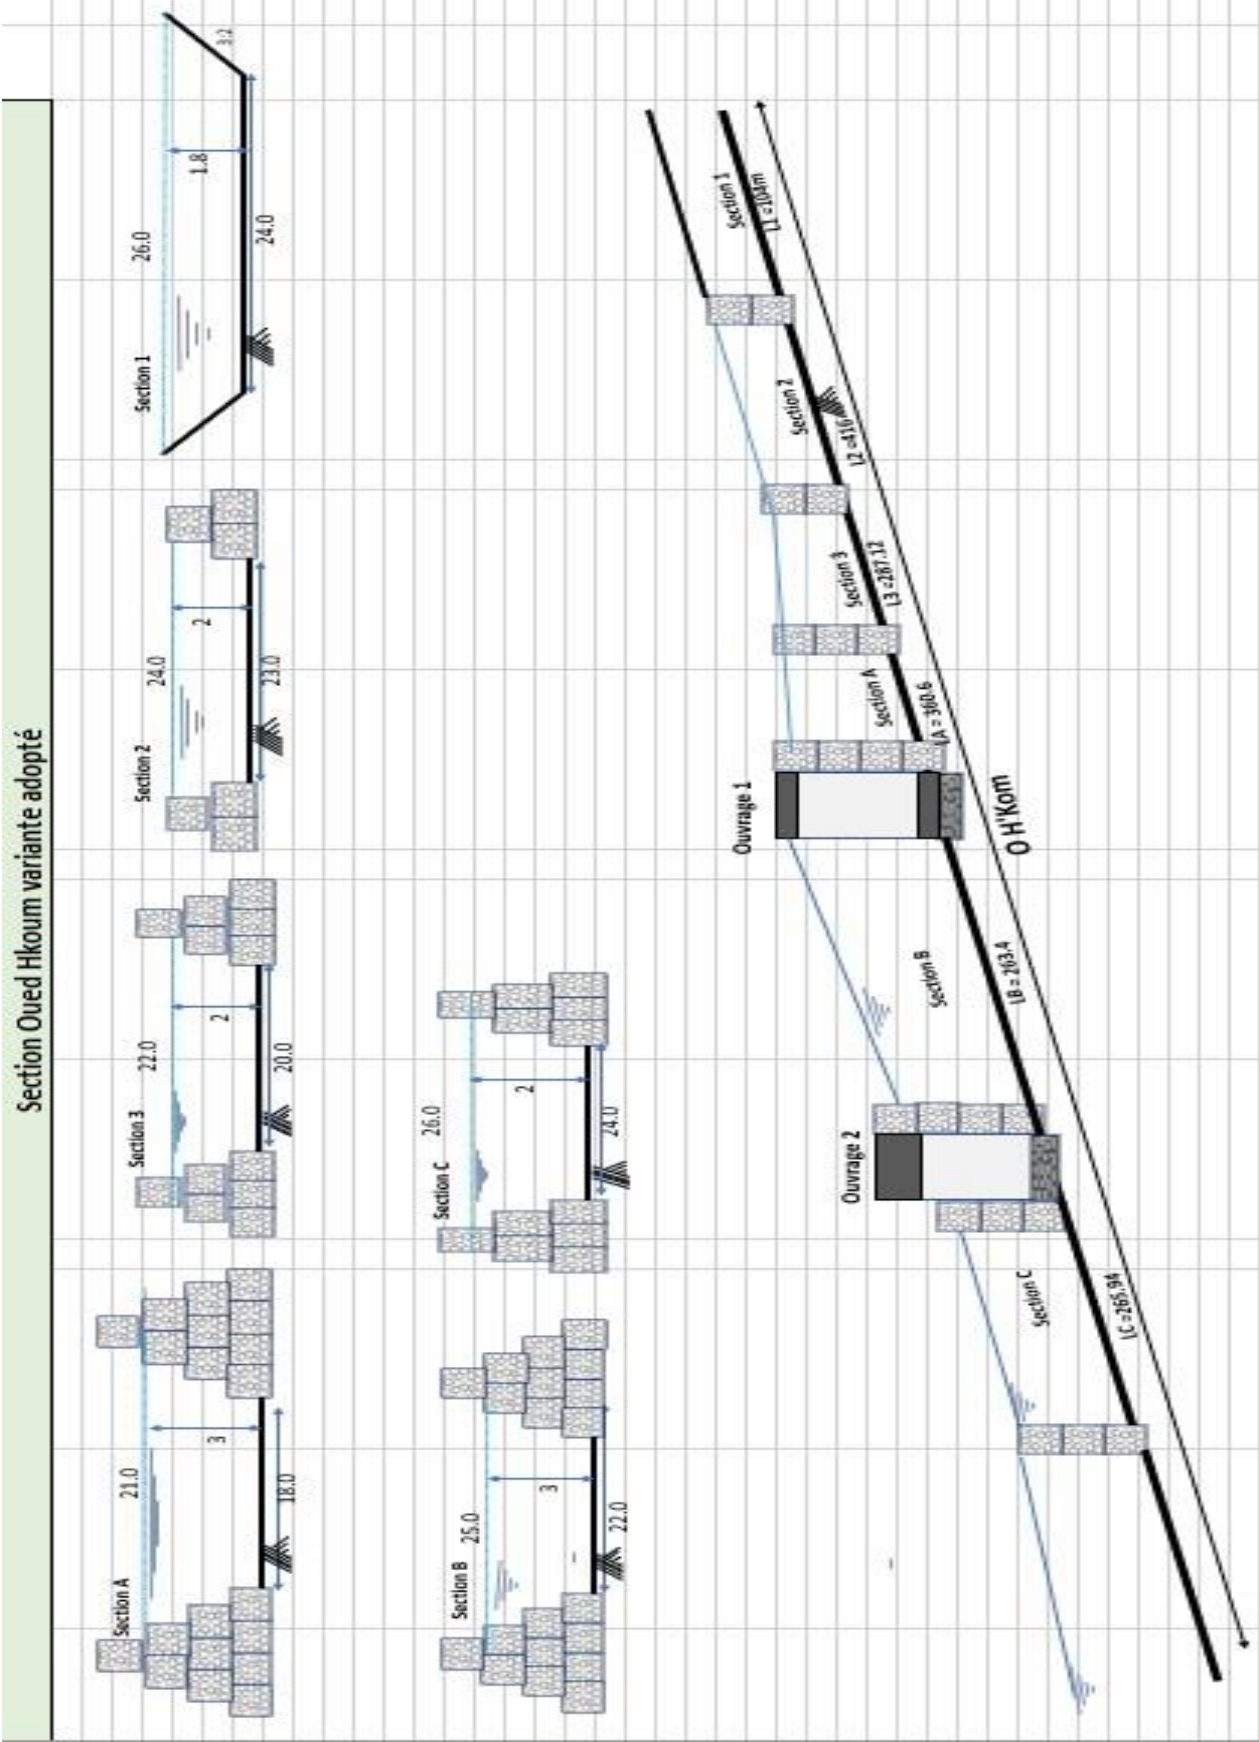 Section Oued Hkoum variante adopté
Section A
21.0
3
18.0
Section 3
22.0
2
20.0
Section 2
24.0
2
23.0
Section 1
26.0
3:2
1.8
24.0
Section B
25.0
3
22.0
Section C
26.0
2
24.0
Ouvrage 2
Ouvrage 1
Section C
LC =265.94
Section B
LB = 263.4
O H'Kom
Section A
LA = 360.6
Section 3
L3 =287.12
Section 2
L2 =416
Section 1
L1 =104m